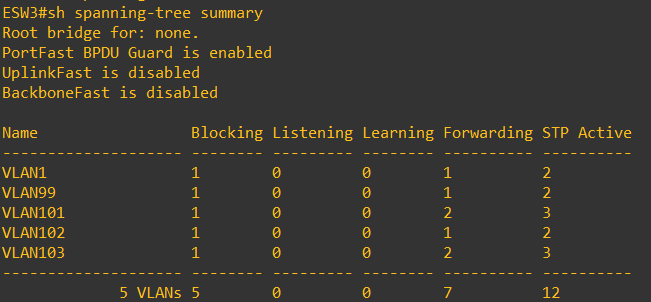 ESW3#sh spanning-tree summary
Root bridge for: none.
PortFast BPDU Guard is enabled
UplinkFast is disabled
BackboneFast is disabled
Name Blocking Listening Learning Forwarding STP Active
-------------------- -------- --------- -------- ---------- ----------
VLAN1 1 0 0 1 2
VLAN99 1 0 0 1 2
VLAN101 1 0 0 2 3
VLAN102 1 0 0 1 2
VLAN103 1 0 0 2 3
-------------------- -------- --------- -------- ---------- ----------
5 VLANs 5 0 0 7 12